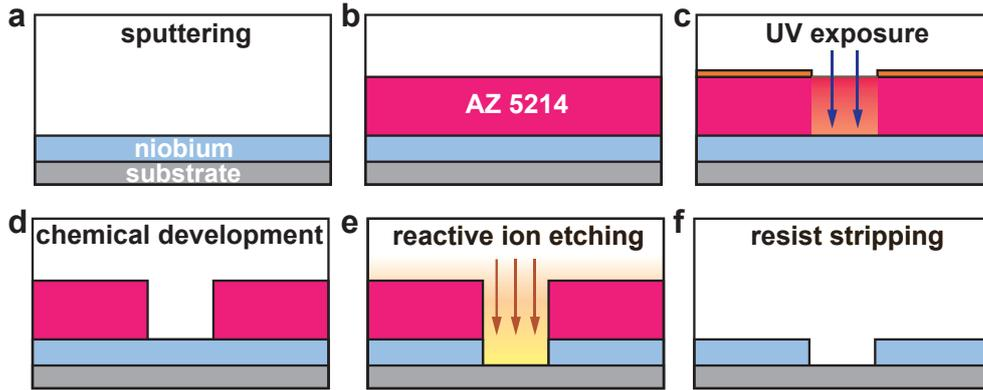 a
sputtering
niobium
substrate
b
AZ 5214
c
UV exposure
d
chemical development
e
reactive ion etching
f
resist stripping